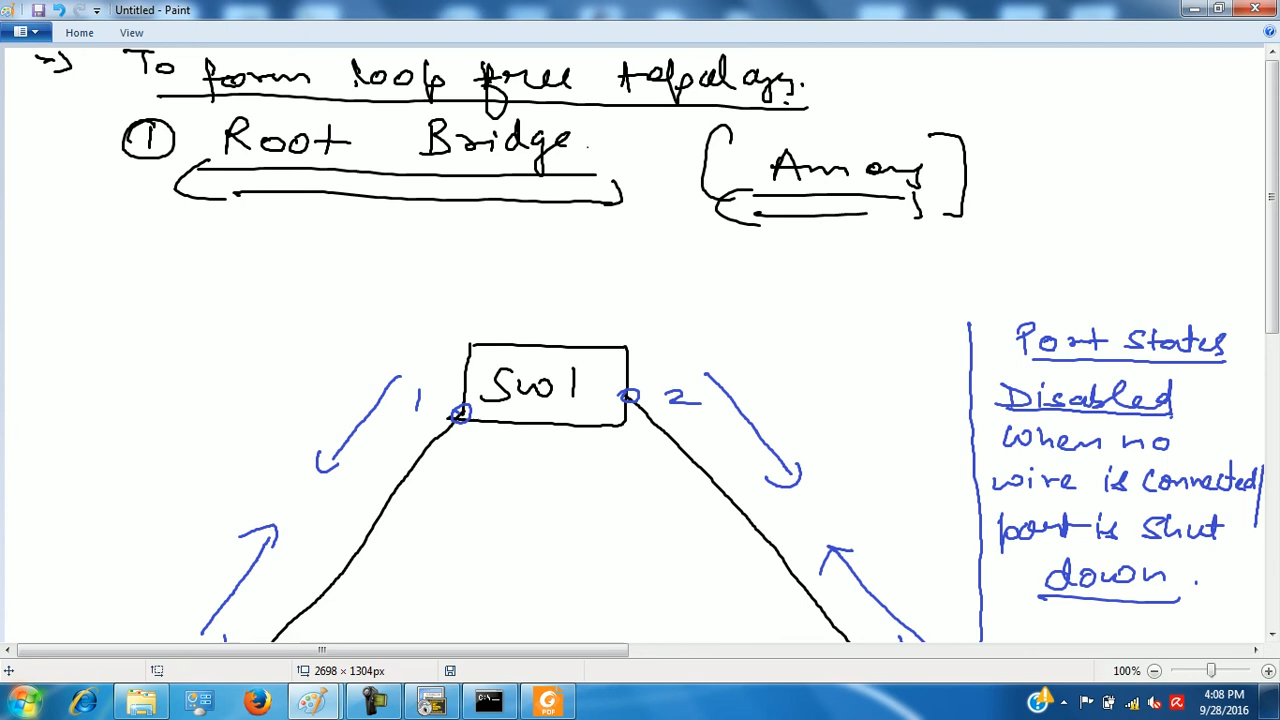 Untitled - Paint
Home
View
→ To form loop free topology.
① Root Bridge
[Among]
Sw1
1
2
Port States
Disabled
when no
wire is connected/
port is shut
down.
2698 × 1304px
100%
PDF
4:08 PM
9/28/2016